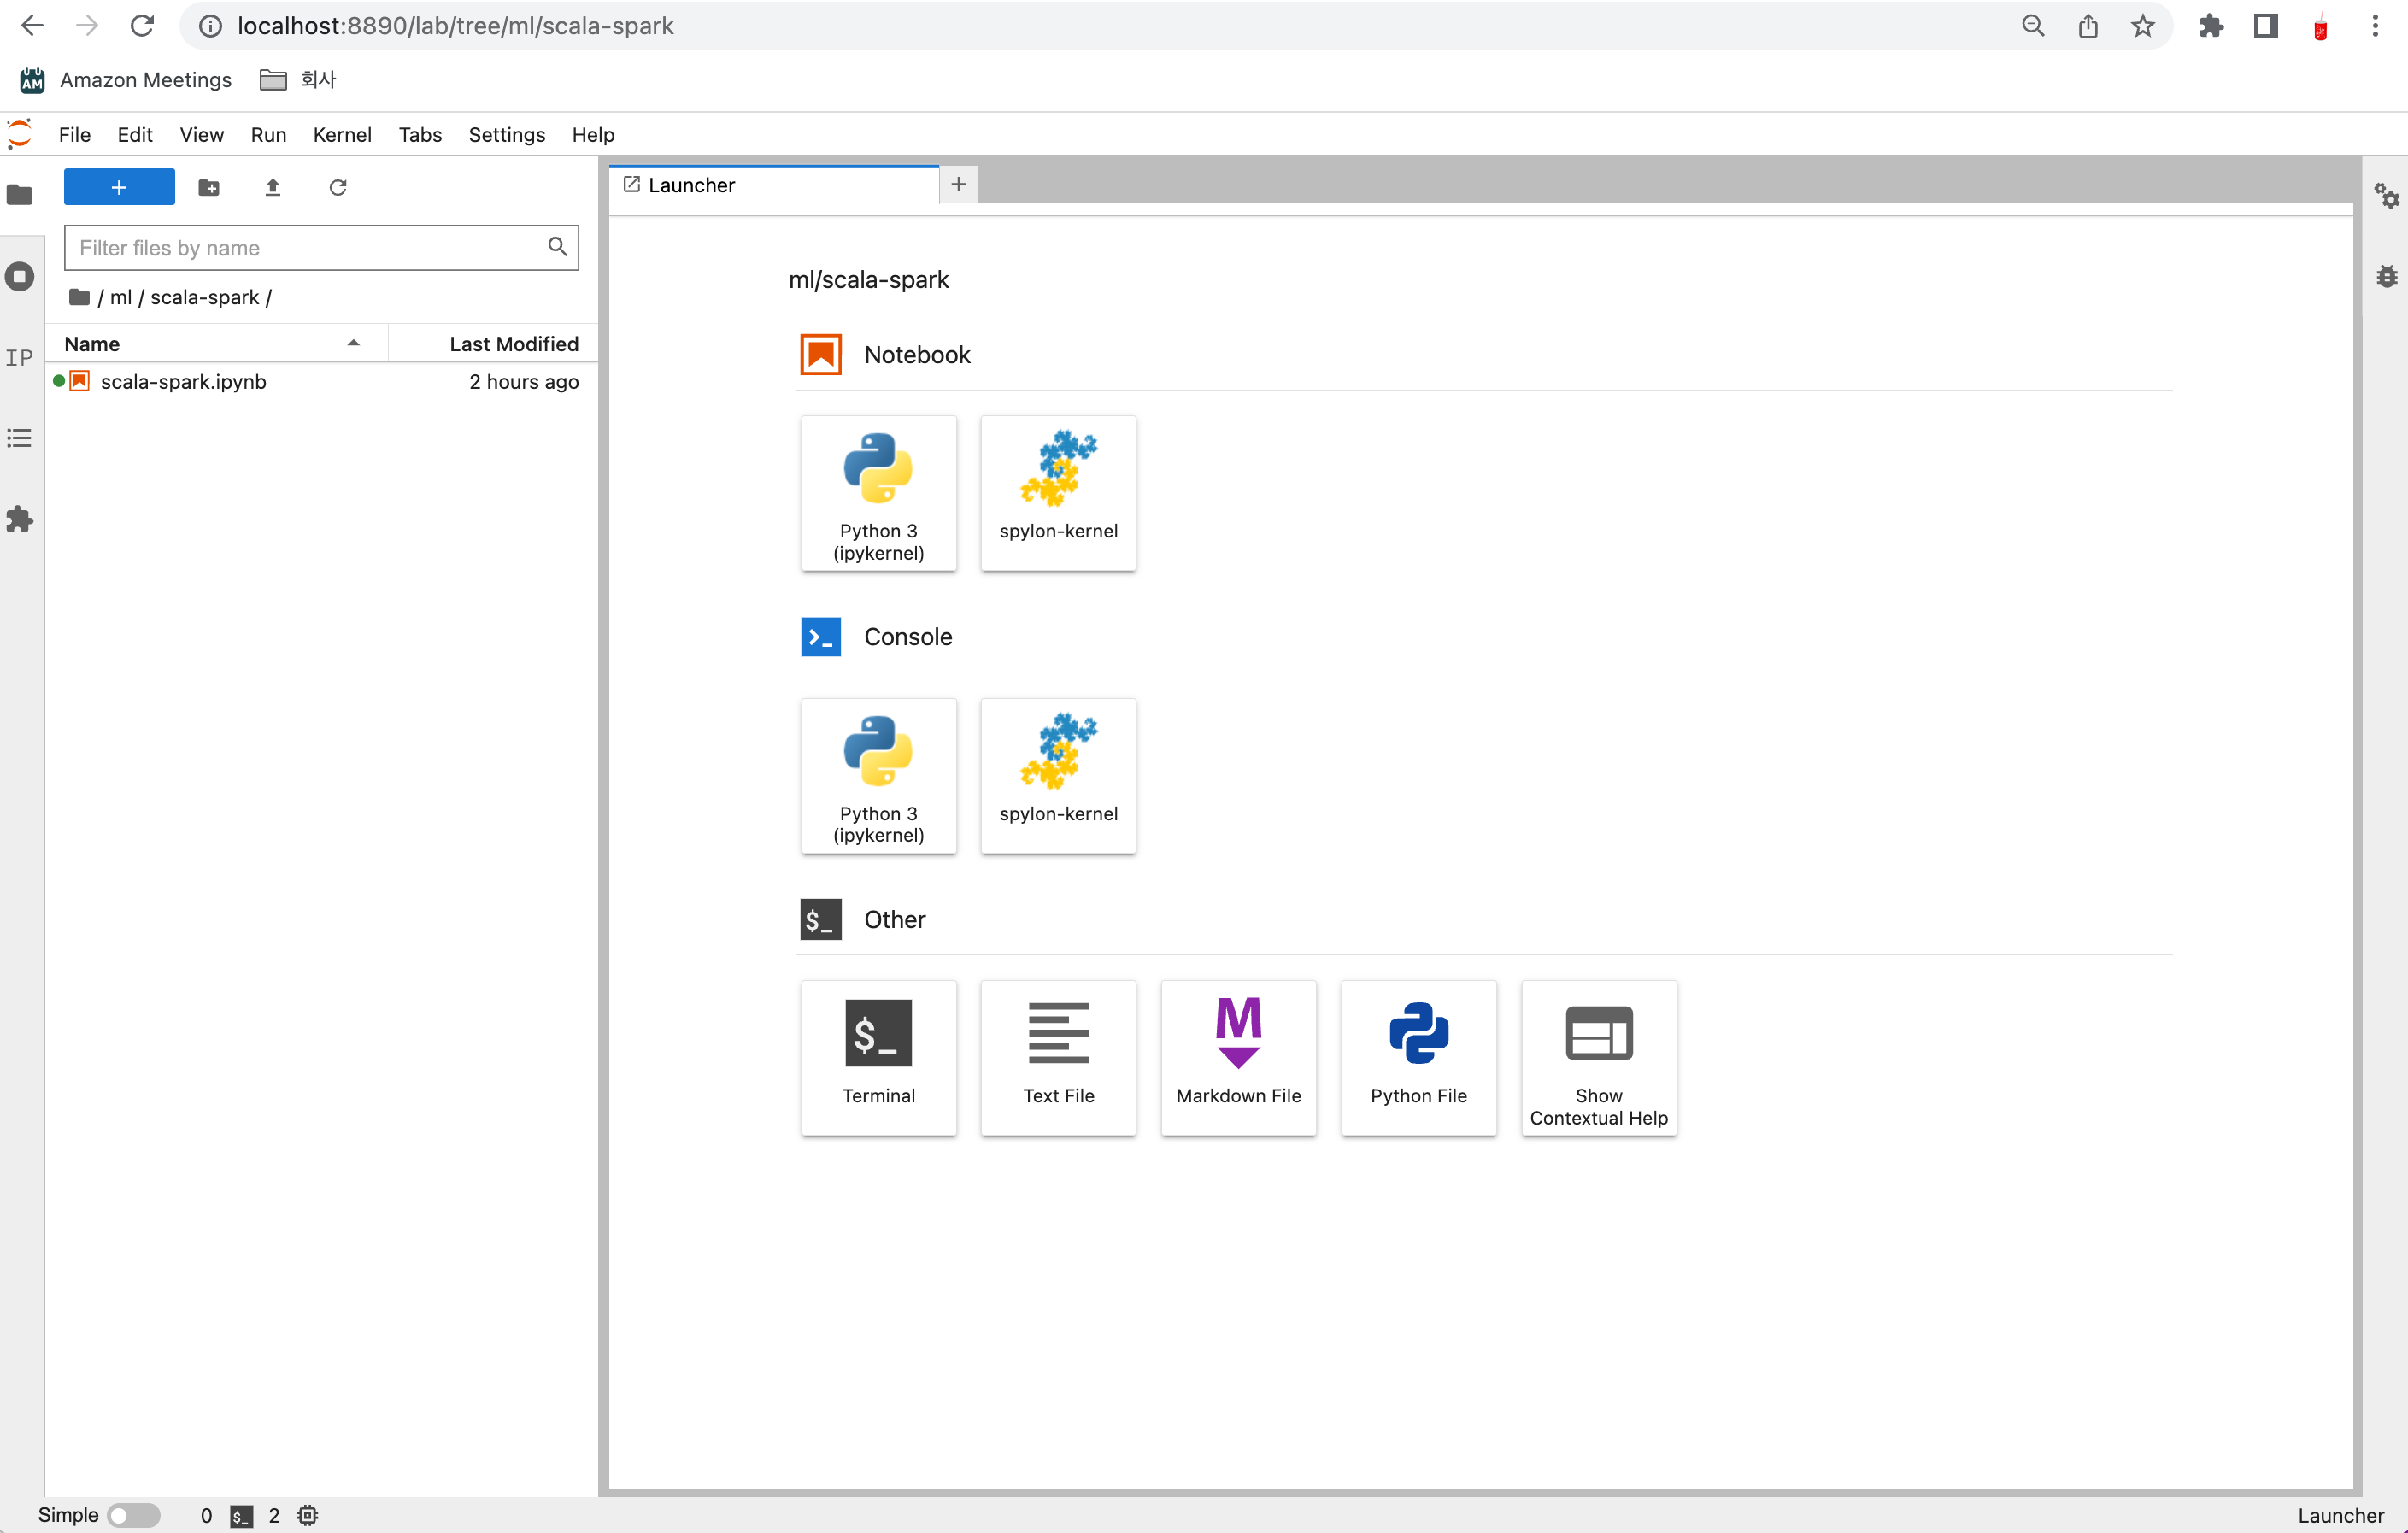 localhost:8890/lab/tree/ml/scala-spark
AM Amazon Meetings 회사
File Edit View Run Kernel Tabs Settings Help
+
Launcher +
Filter files by name
/ ml / scala-spark /
Name Last Modified
IP
scala-spark.ipynb 2 hours ago
ml/scala-spark
Notebook
Python 3
(ipykernel)
spylon-kernel
>_ Console
Python 3
(ipykernel)
spylon-kernel
$_ Other
$_
Terminal
Text File
M
Markdown File
Python File
Show
Contextual Help
Simple 0 $_ 2 Launcher